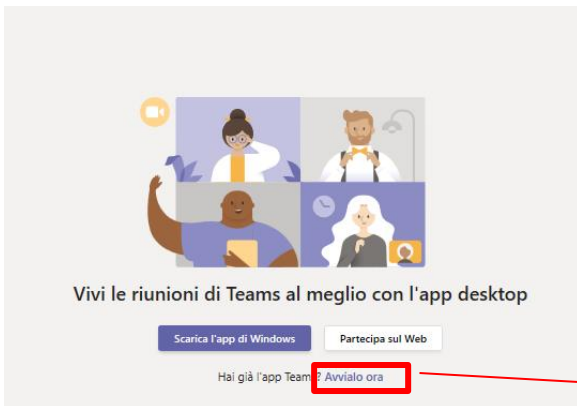 Vivi le riunioni di Teams al meglio con l'app desktop
Scarica l'app di Windows Partecipa sul Web
Hai già l'app Teams? Avvialo ora